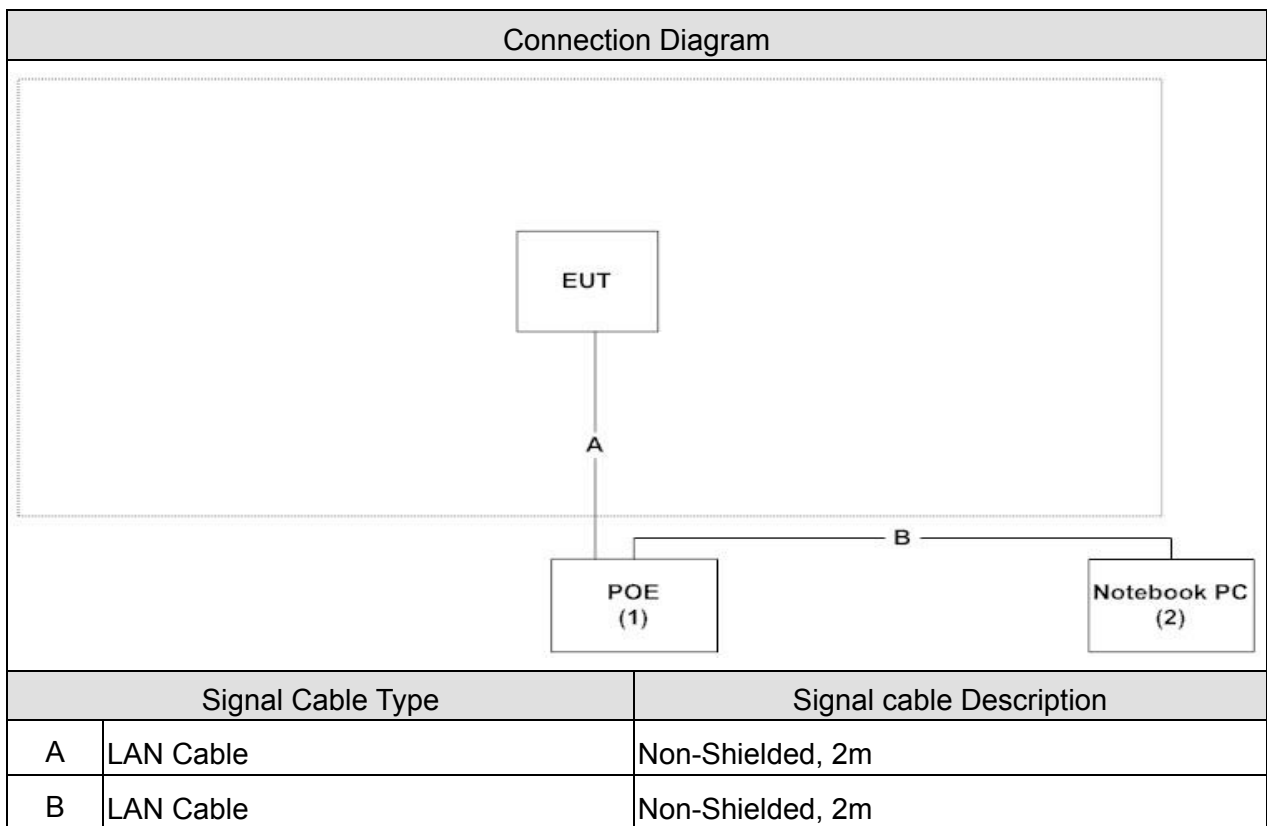 Connection Diagram
EUT
A
B
POE
(1)
Notebook PC
(2)
Signal Cable Type Signal cable Description
A LAN Cable Non-Shielded, 2m
B LAN Cable Non-Shielded, 2m